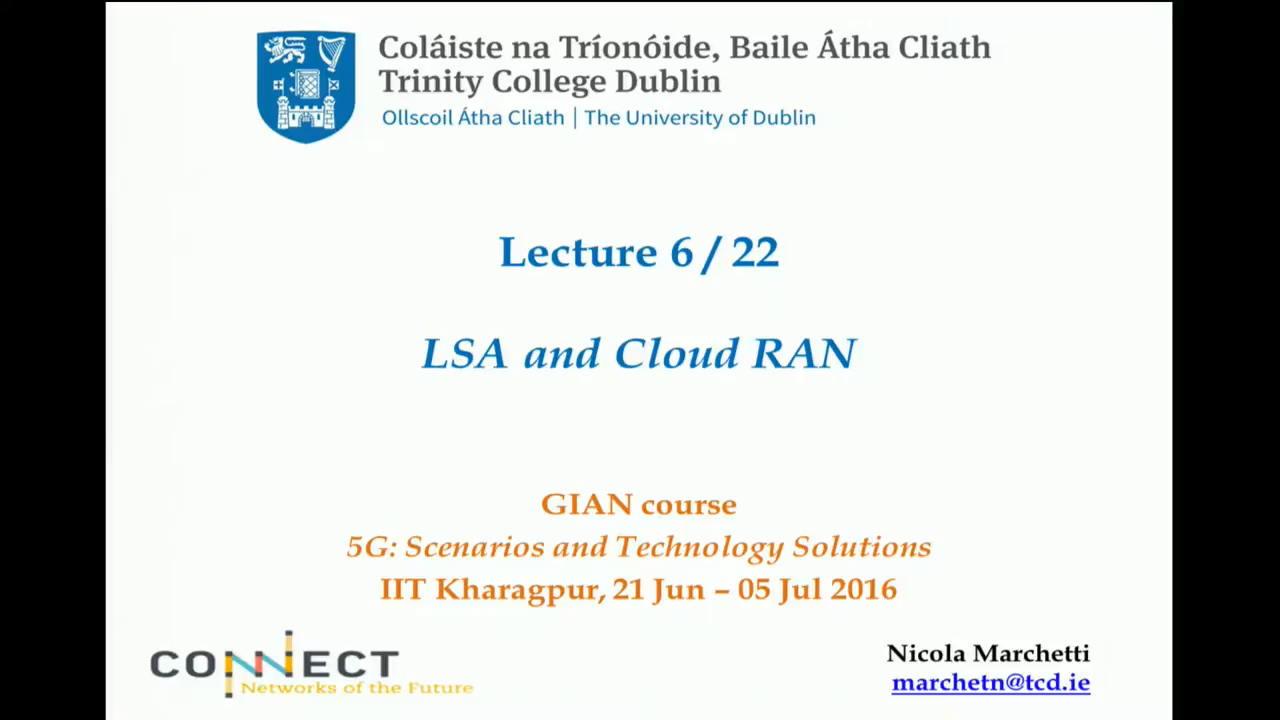 Coláiste na Tríonóide, Baile Átha Cliath
Trinity College Dublin
Ollscoil Átha Cliath | The University of Dublin
Lecture 6 / 22
LSA and Cloud RAN
GIAN course
5G: Scenarios and Technology Solutions
IIT Kharagpur, 21 Jun – 05 Jul 2016
CONNECT
Networks of the Future
Nicola Marchetti
marchetn@tcd.ie